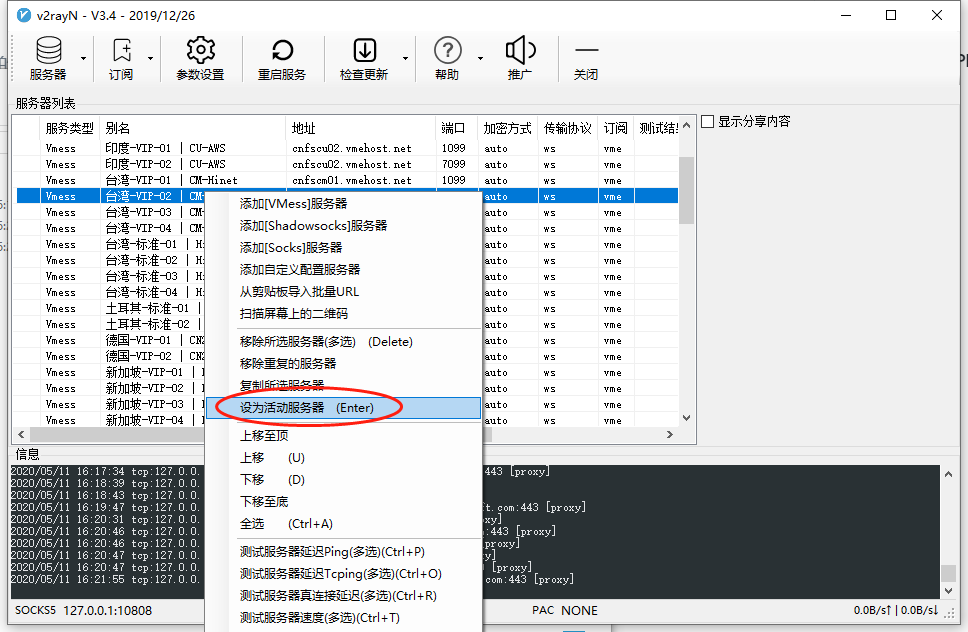 v2rayN - V3.4 - 2019/12/26
服务器 订阅 参数设置 重启服务 检查更新 帮助 推广 关闭
服务器列表
服务类型 别名 地址 端口 加密方式 传输协议 订阅 测试结果
显示分享内容
Vmess 印度-VIP-01 | CU-AWS cnfscu02.vmehost.net 1099 auto ws vme
Vmess 印度-VIP-02 | CU-AWS cnfscu02.vmehost.net 7099 auto ws vme
Vmess 台湾-VIP-01 | CM-Hinet cnfscm01.vmehost.net 1099 auto ws vme
Vmess 台湾-VIP-02 | CM- auto ws vme
Vmess 台湾-VIP-03 | CM- auto ws vme
Vmess 台湾-VIP-04 | CM- auto ws vme
Vmess 台湾-标准-01 | Hi auto ws vme
Vmess 台湾-标准-02 | Hi auto ws vme
Vmess 台湾-标准-03 | Hi auto ws vme
Vmess 台湾-标准-04 | Hi auto ws vme
Vmess 土耳其-标准-01 | auto ws vme
Vmess 土耳其-标准-02 | auto ws vme
Vmess 德国-VIP-01 | CN2 auto ws vme
Vmess 德国-VIP-02 | CN2 auto ws vme
Vmess 新加坡-VIP-01 | auto ws vme
Vmess 新加坡-VIP-02 | auto ws vme
Vmess 新加坡-VIP-03 | auto ws vme
Vmess 新加坡-VIP-04 | auto ws vme
添加[VMess]服务器
添加[Shadowsocks]服务器
添加[Socks]服务器
添加自定义配置服务器
从剪贴板导入批量URL
扫描屏幕上的二维码
移除所选服务器(多选) (Delete)
移除重复的服务器
复制所选服务器
设为活动服务器 (Enter)
上移至顶
上移 (U)
下移 (D)
下移至底
全选 (Ctrl+A)
测试服务器延迟Ping(多选)(Ctrl+P)
测试服务器延迟Tcping(多选)(Ctrl+O)
测试服务器真连接延迟(多选)(Ctrl+R)
测试服务器速度(多选)(Ctrl+T)
信息
2020/05/11 16:17:34 tcp:127.0.0. 443 [proxy]
2020/05/11 16:18:39 tcp:127.0.0.
2020/05/11 16:18:43 tcp:127.0.0.
2020/05/11 16:19:47 tcp:127.0.0. ft.com:443 [proxy]
2020/05/11 16:20:31 tcp:127.0.0. xy]
2020/05/11 16:20:46 tcp:127.0.0. :443 [proxy]
2020/05/11 16:20:46 tcp:127.0.0. proxy]
2020/05/11 16:20:47 tcp:127.0.0. y]
2020/05/11 16:20:47 tcp:127.0.0. [proxy]
2020/05/11 16:21:55 tcp:127.0.0. com:443 [proxy]
SOCKS5 127.0.0.1:10808 PAC NONE 0.0B/s↑ | 0.0B/s↓